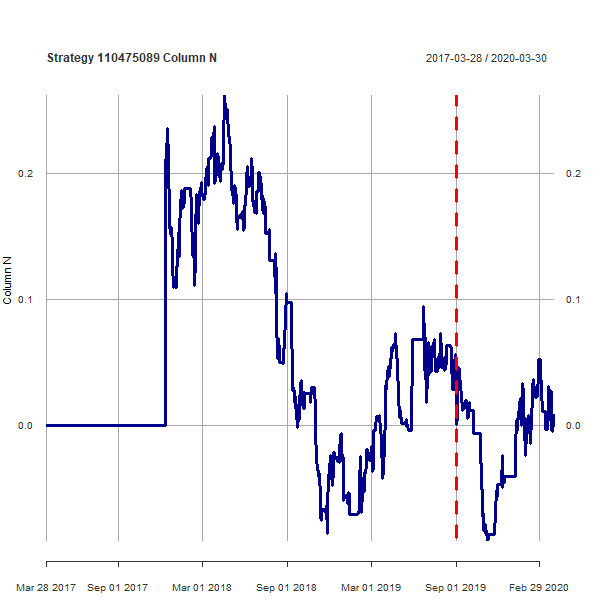 Strategy 110475089 Column N
2017-03-28 / 2020-03-30
0.2
0.2
0.1
0.1
0.0
0.0
Column N
Mar 28 2017
Sep 01 2017
Mar 01 2018
Sep 01 2018
Mar 01 2019
Sep 01 2019
Feb 29 2020